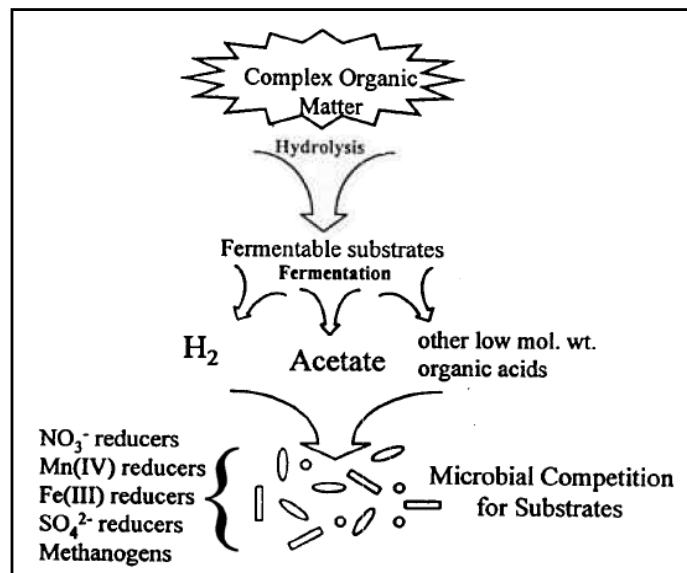 Complex Organic
Matter
Hydrolysis
Fermentable substrates
Fermentation
H₂
Acetate
other low mol. wt.
organic acids
NO₃⁻ reducers
Mn(IV) reducers
Fe(III) reducers
SO₄²⁻ reducers
Methanogens
Microbial Competition
for Substrates